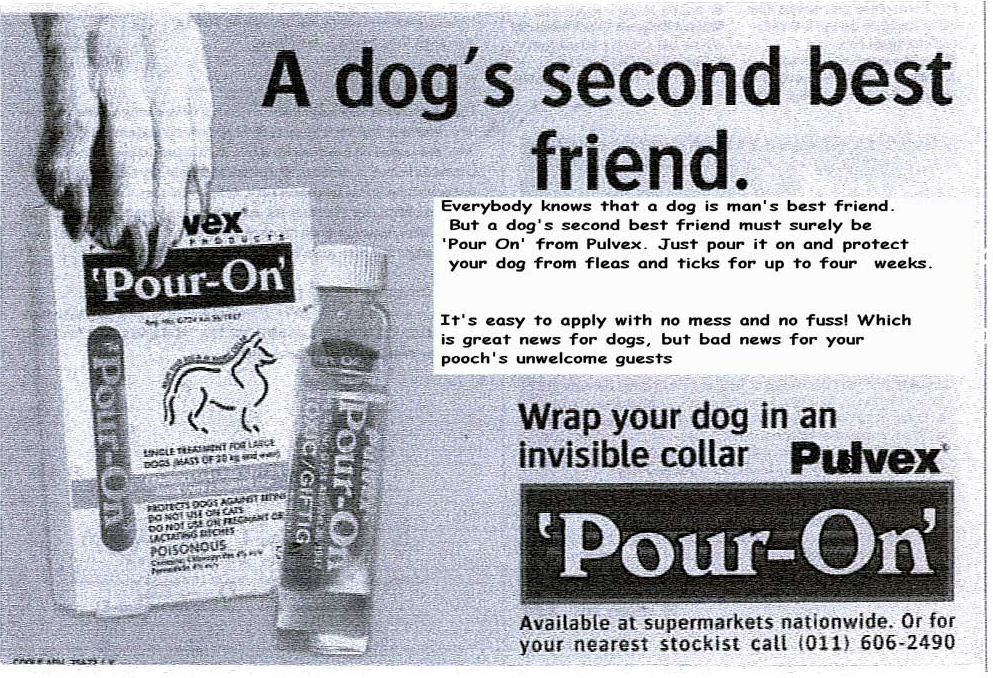 A dog's second best
friend.
Everybody knows that a dog is man's best friend.
But a dog's second best friend must surely be
'Pour On' from Pulvex. Just pour it on and protect
your dog from fleas and ticks for up to four weeks.
It's easy to apply with no mess and no fuss! Which
is great news for dogs, but bad news for your
pooch's unwelcome guests
Wrap your dog in an
invisible collar Pulvex
'Pour-On'
Available at supermarkets nationwide. Or for
your nearest stockist call (011) 606-2490
vex
PRODUCTS
'Pour-On'
Pour-On
SINGLE TREATMENT FOR LARGE
DOGS (MASS OF 20 kg and over)
PROTECTS DOGS AGAINST
DO NOT USE ON CATS
DO NOT USE ON PREGNANT OR
LACTATING BITCHES
POISONOUS
Pour-On
TOXIC/GIFTIG